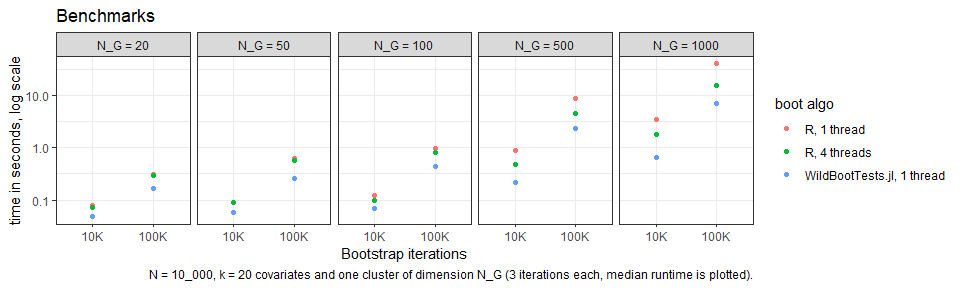 Benchmarks
N_G = 20 N_G = 50 N_G = 100 N_G = 500 N_G = 1000
time in seconds, log scale
10.0
1.0
0.1
10K 100K 10K 100K 10K 100K 10K 100K 10K 100K
Bootstrap iterations
N = 10_000, k = 20 covariates and one cluster of dimension N_G (3 iterations each, median runtime is plotted).
boot algo
R, 1 thread
R, 4 threads
WildBootTests.jl, 1 thread